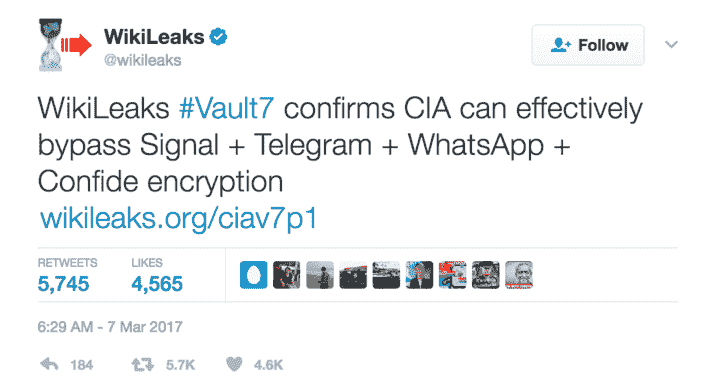 WikiLeaks
@wikileaks
Follow
WikiLeaks #Vault7 confirms CIA can effectively
bypass Signal + Telegram + WhatsApp +
Confide encryption
wikileaks.org/ciav7p1
RETWEETS LIKES
5,745 4,565
6:29 AM - 7 Mar 2017
184 5.7K 4.6K